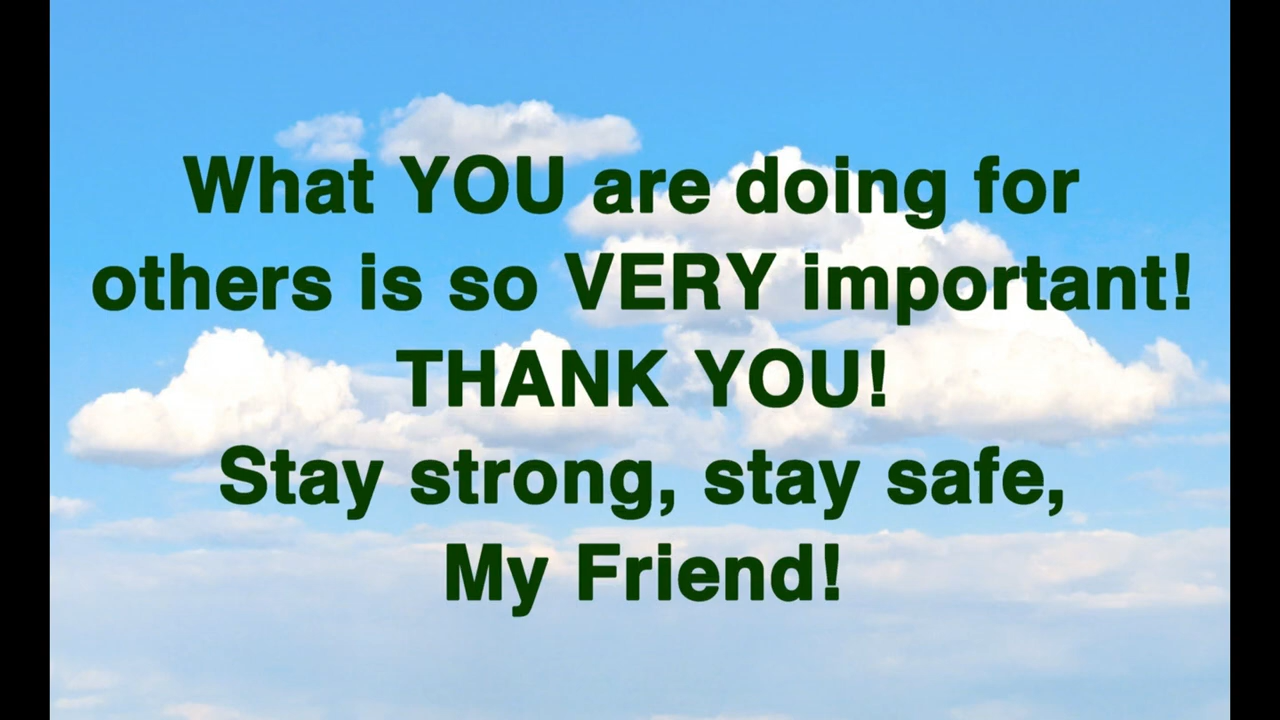 What YOU are doing for
others is so VERY important!
THANK YOU!
Stay strong, stay safe,
My Friend!